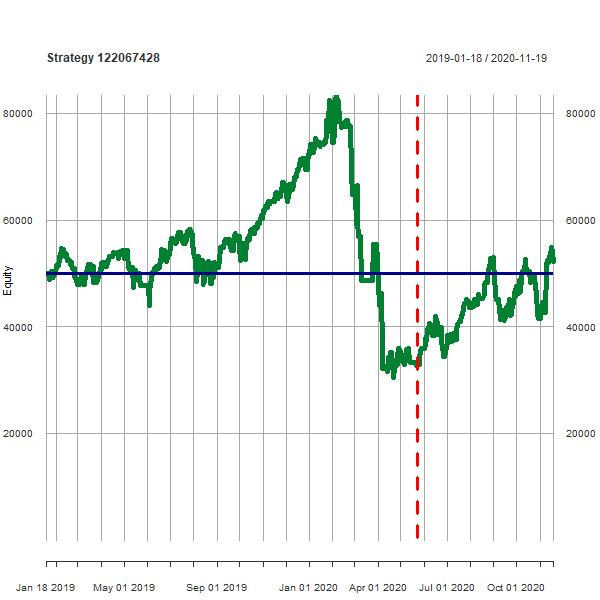 Strategy 122067428
2019-01-18 / 2020-11-19
80000
80000
60000
60000
Equity
40000
40000
20000
20000
Jan 18 2019
May 01 2019
Sep 01 2019
Jan 01 2020
Apr 01 2020
Jul 01 2020
Oct 01 2020